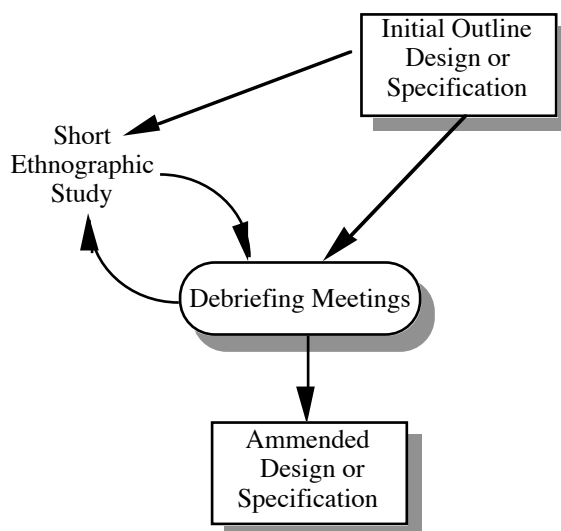 Initial Outline
Design or
Specification
Short
Ethnographic
Study
Debriefing Meetings
Ammended
Design or
Specification